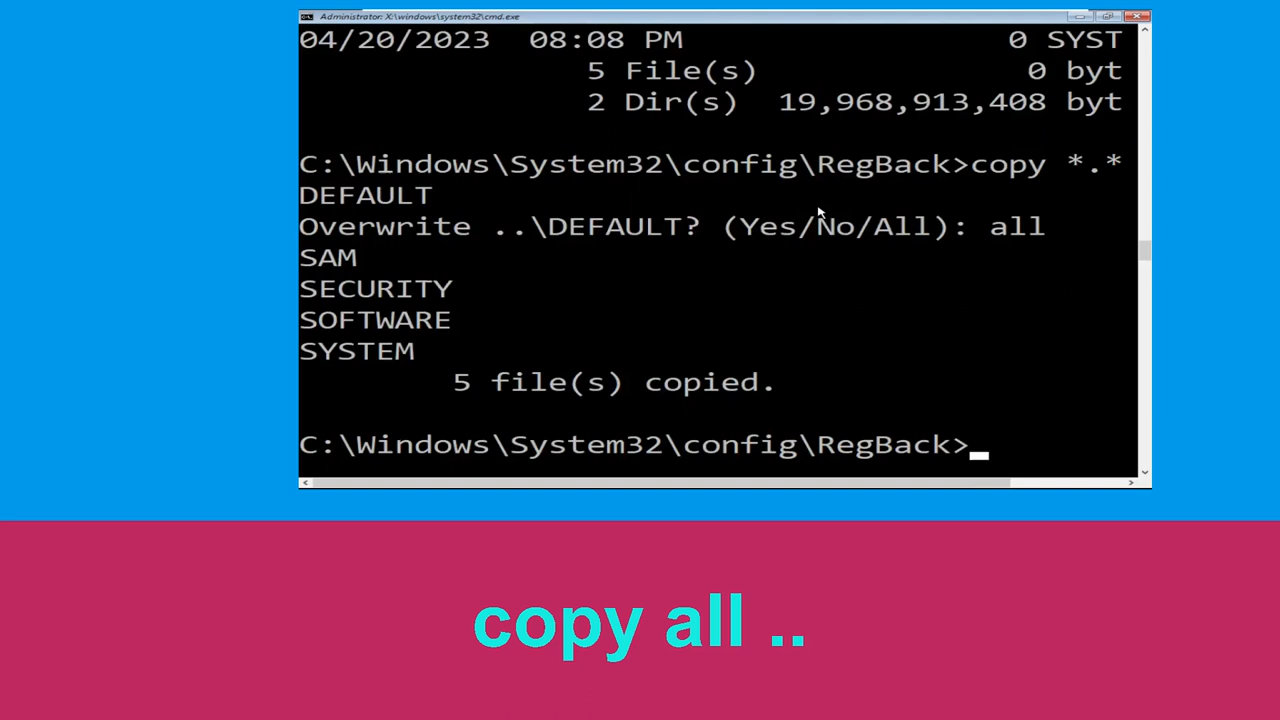 Administrator: X:\windows\system32\cmd.exe
04/20/2023  08:08 PM                 0 SYST
               5 File(s)              0 byt
               2 Dir(s)  19,968,913,408 byt
C:\Windows\System32\config\RegBack>copy *.*
DEFAULT
Overwrite ..\DEFAULT? (Yes/No/All): all
SAM
SECURITY
SOFTWARE
SYSTEM
        5 file(s) copied.
C:\Windows\System32\config\RegBack>
copy all ..